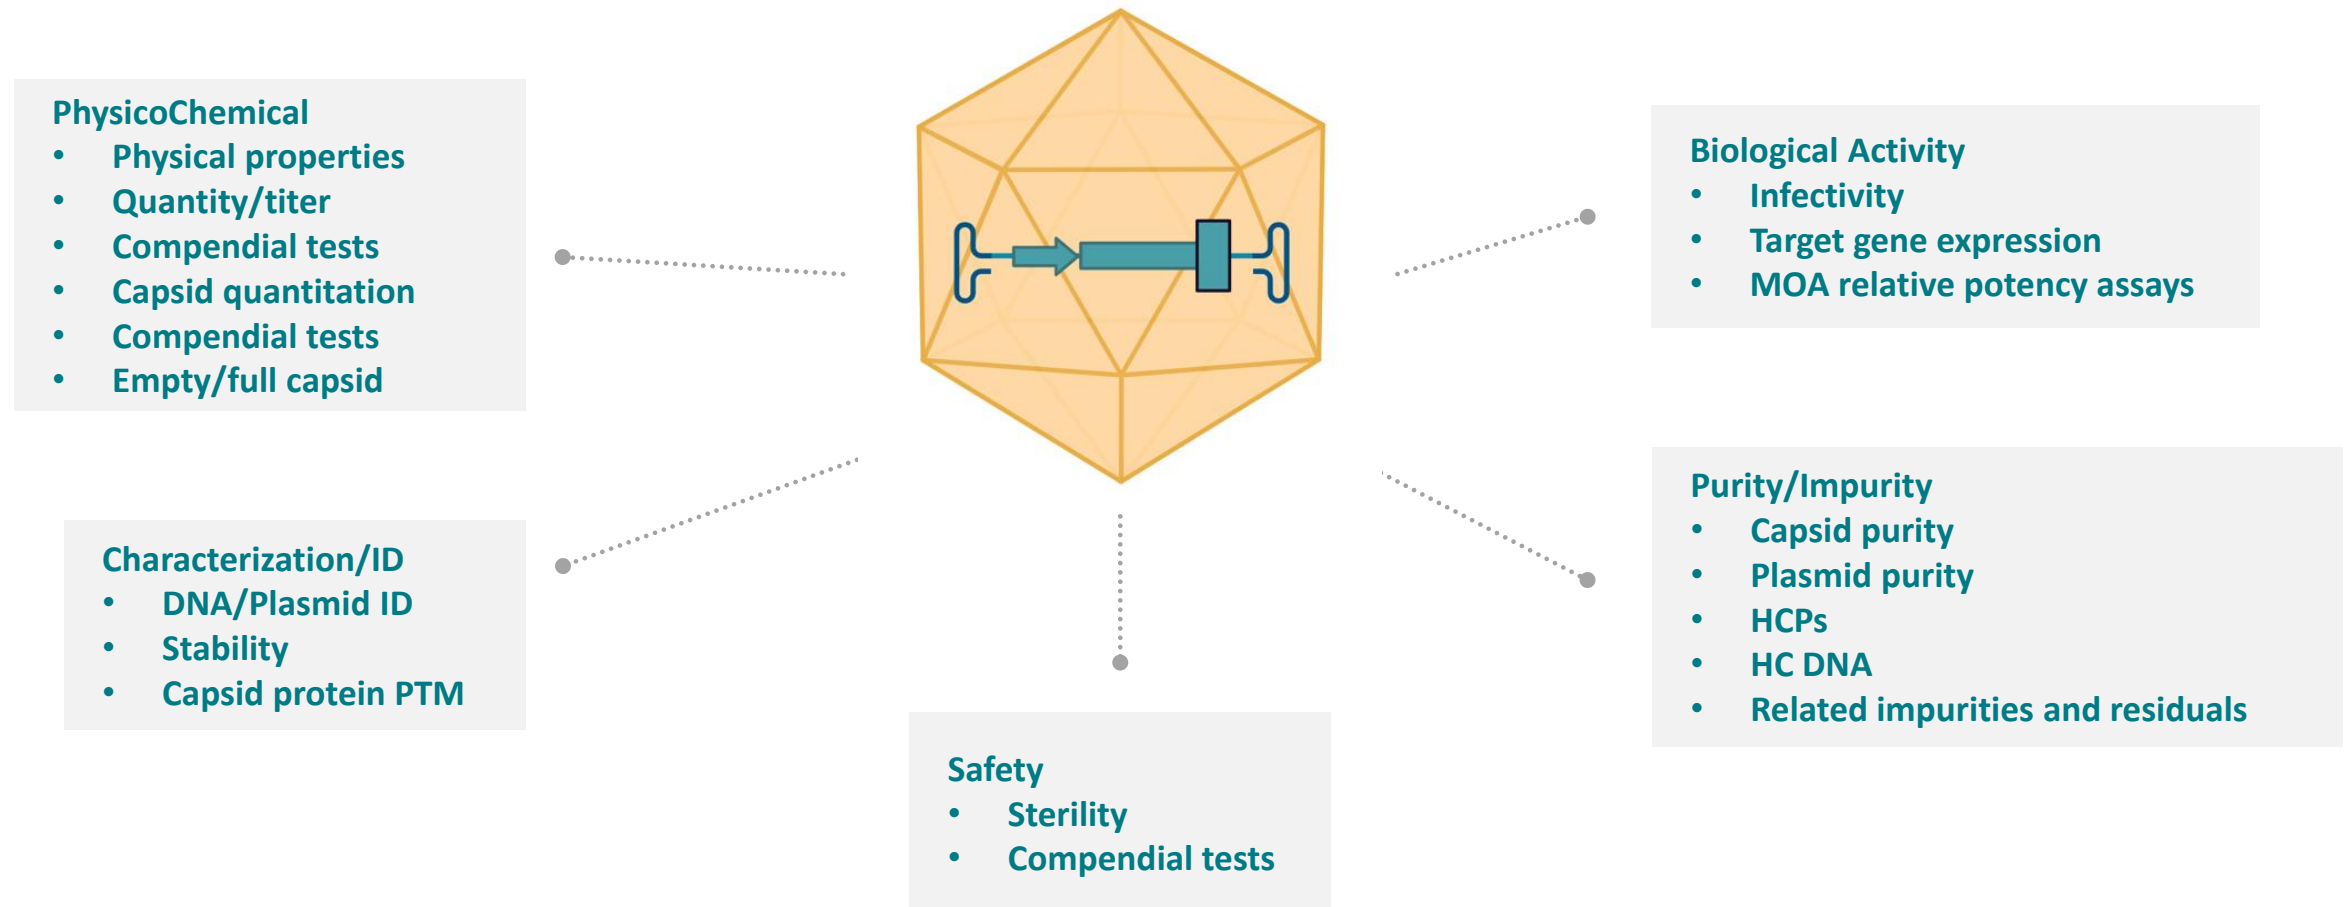 PhysicoChemical
• Physical properties
• Quantity/titer
• Compendial tests
• Capsid quantitation
• Compendial tests
• Empty/full capsid
Characterization/ID
• DNA/Plasmid ID
• Stability
• Capsid protein PTM
Safety
• Sterility
• Compendial tests
Biological Activity
• Infectivity
• Target gene expression
• MOA relative potency assays
Purity/Impurity
• Capsid purity
• Plasmid purity
• HCPs
• HC DNA
• Related impurities and residuals